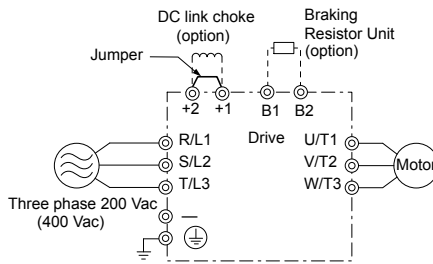 DC link choke
(option)
Braking
Resistor Unit
(option)
Jumper
+2 +1 B1 B2
Drive
R/L1 U/T1
S/L2 V/T2 Motor
T/L3 W/T3
Three phase 200 Vac
(400 Vac)
—